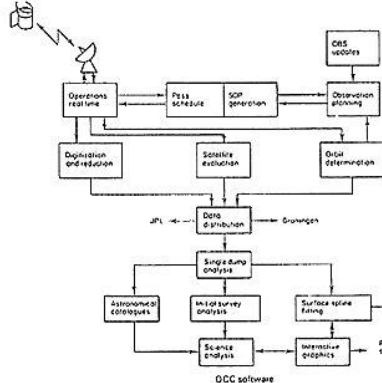 OBS
updates
Operations
real time
Pass
schedule
SOP
generation
Observation
planning
Digitisation
and reduction
Satellite
evaluation
Orbit
determination
JPL
Data
distribution
Groningen
Single dump
analysis
Astronomical
catalogues
Initial survey
analysis
Surface spline
fitting
Science
analysis
Interactive
graphics
OCC software